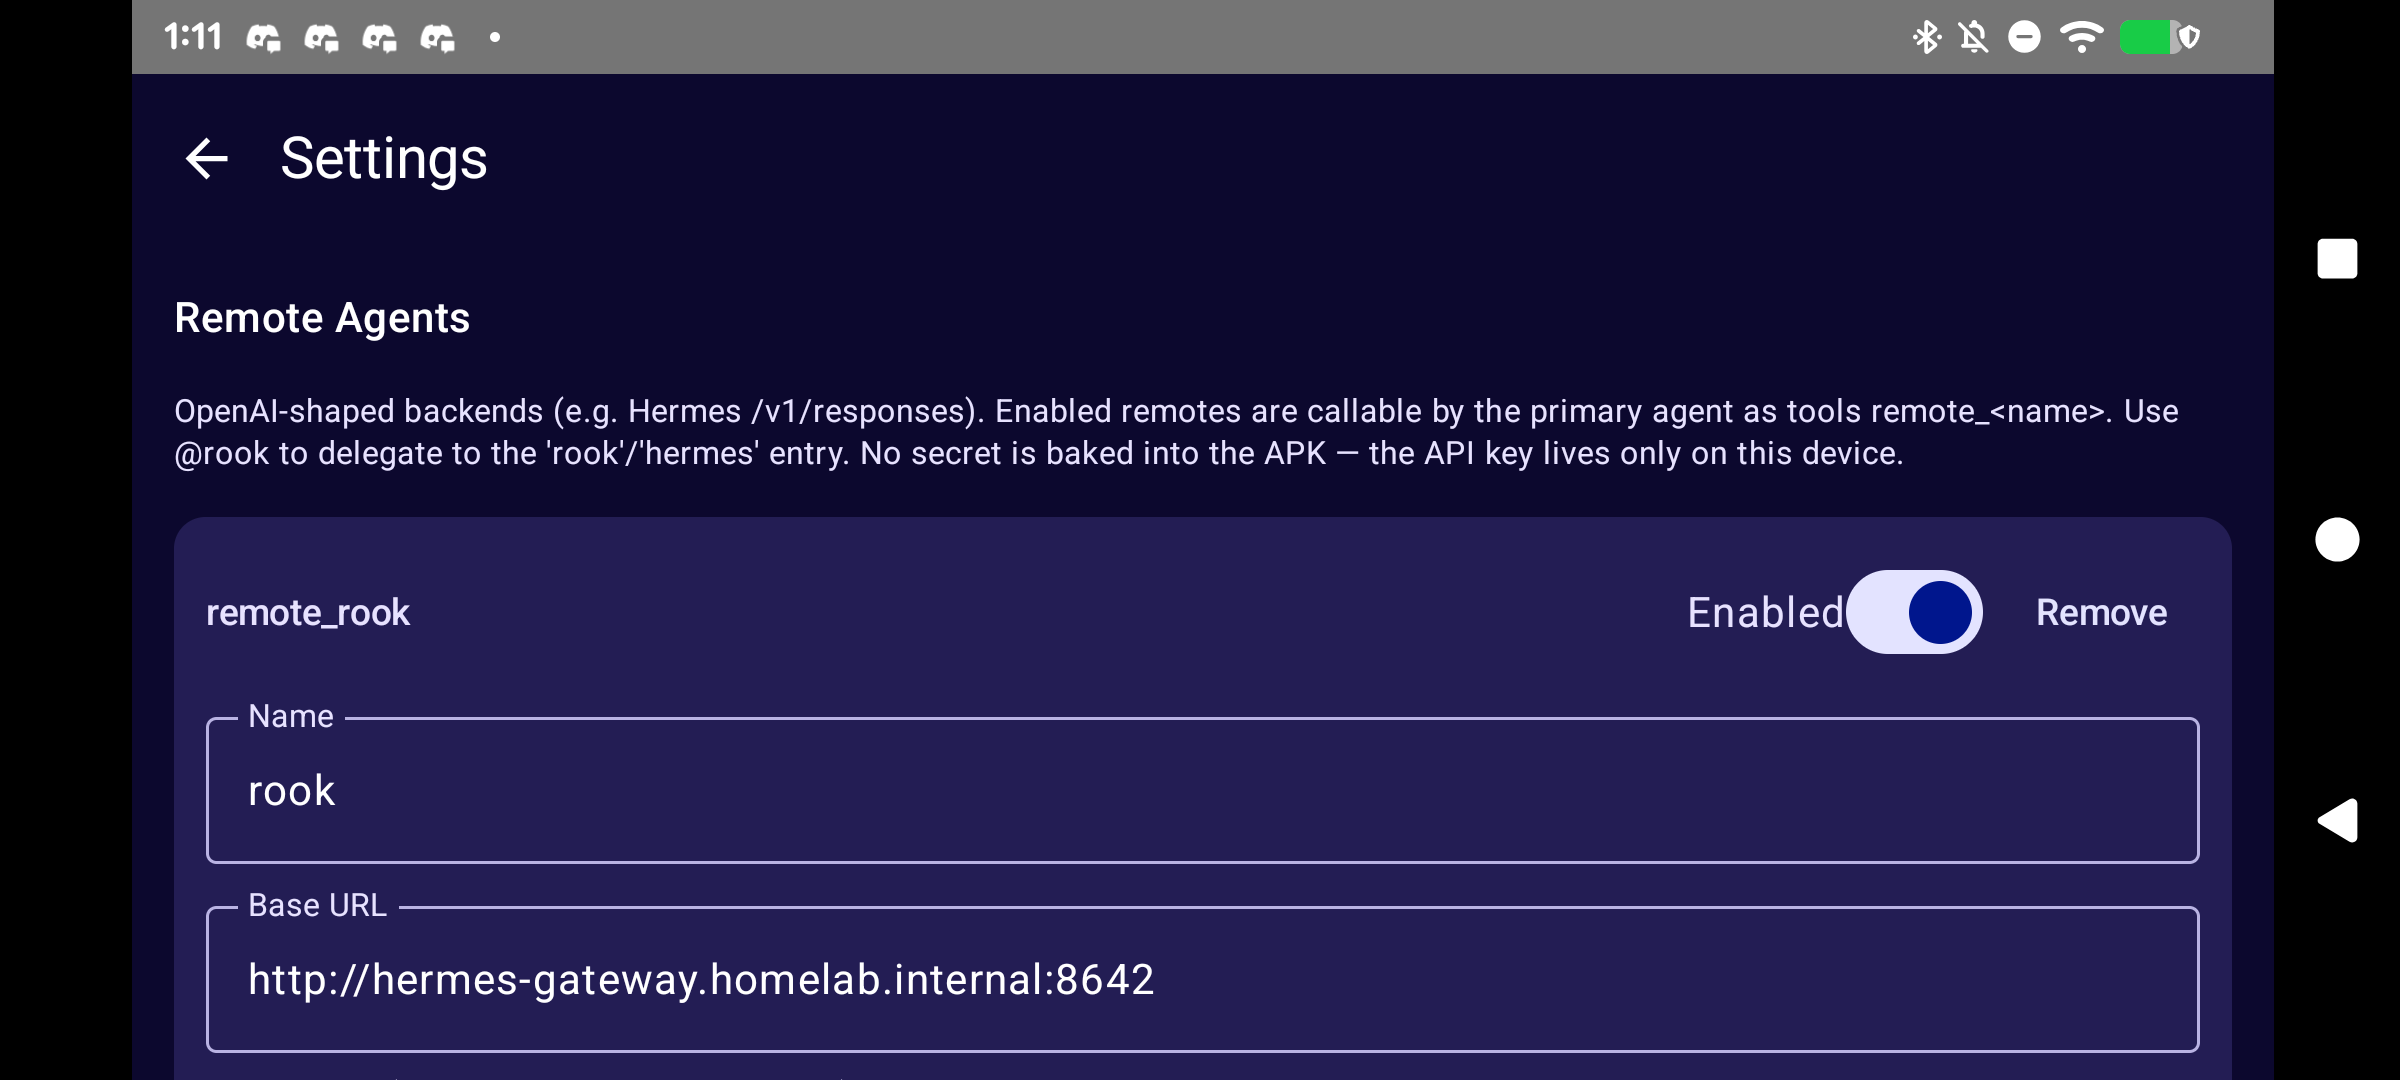 1:11
Settings
Remote Agents
OpenAI-shaped backends (e.g. Hermes /v1/responses). Enabled remotes are callable by the primary agent as tools remote_<name>. Use
@rook to delegate to the 'rook'/'hermes' entry. No secret is baked into the APK — the API key lives only on this device.
remote_rook
Enabled
Remove
Name
rook
Base URL
http://hermes-gateway.homelab.internal:8642